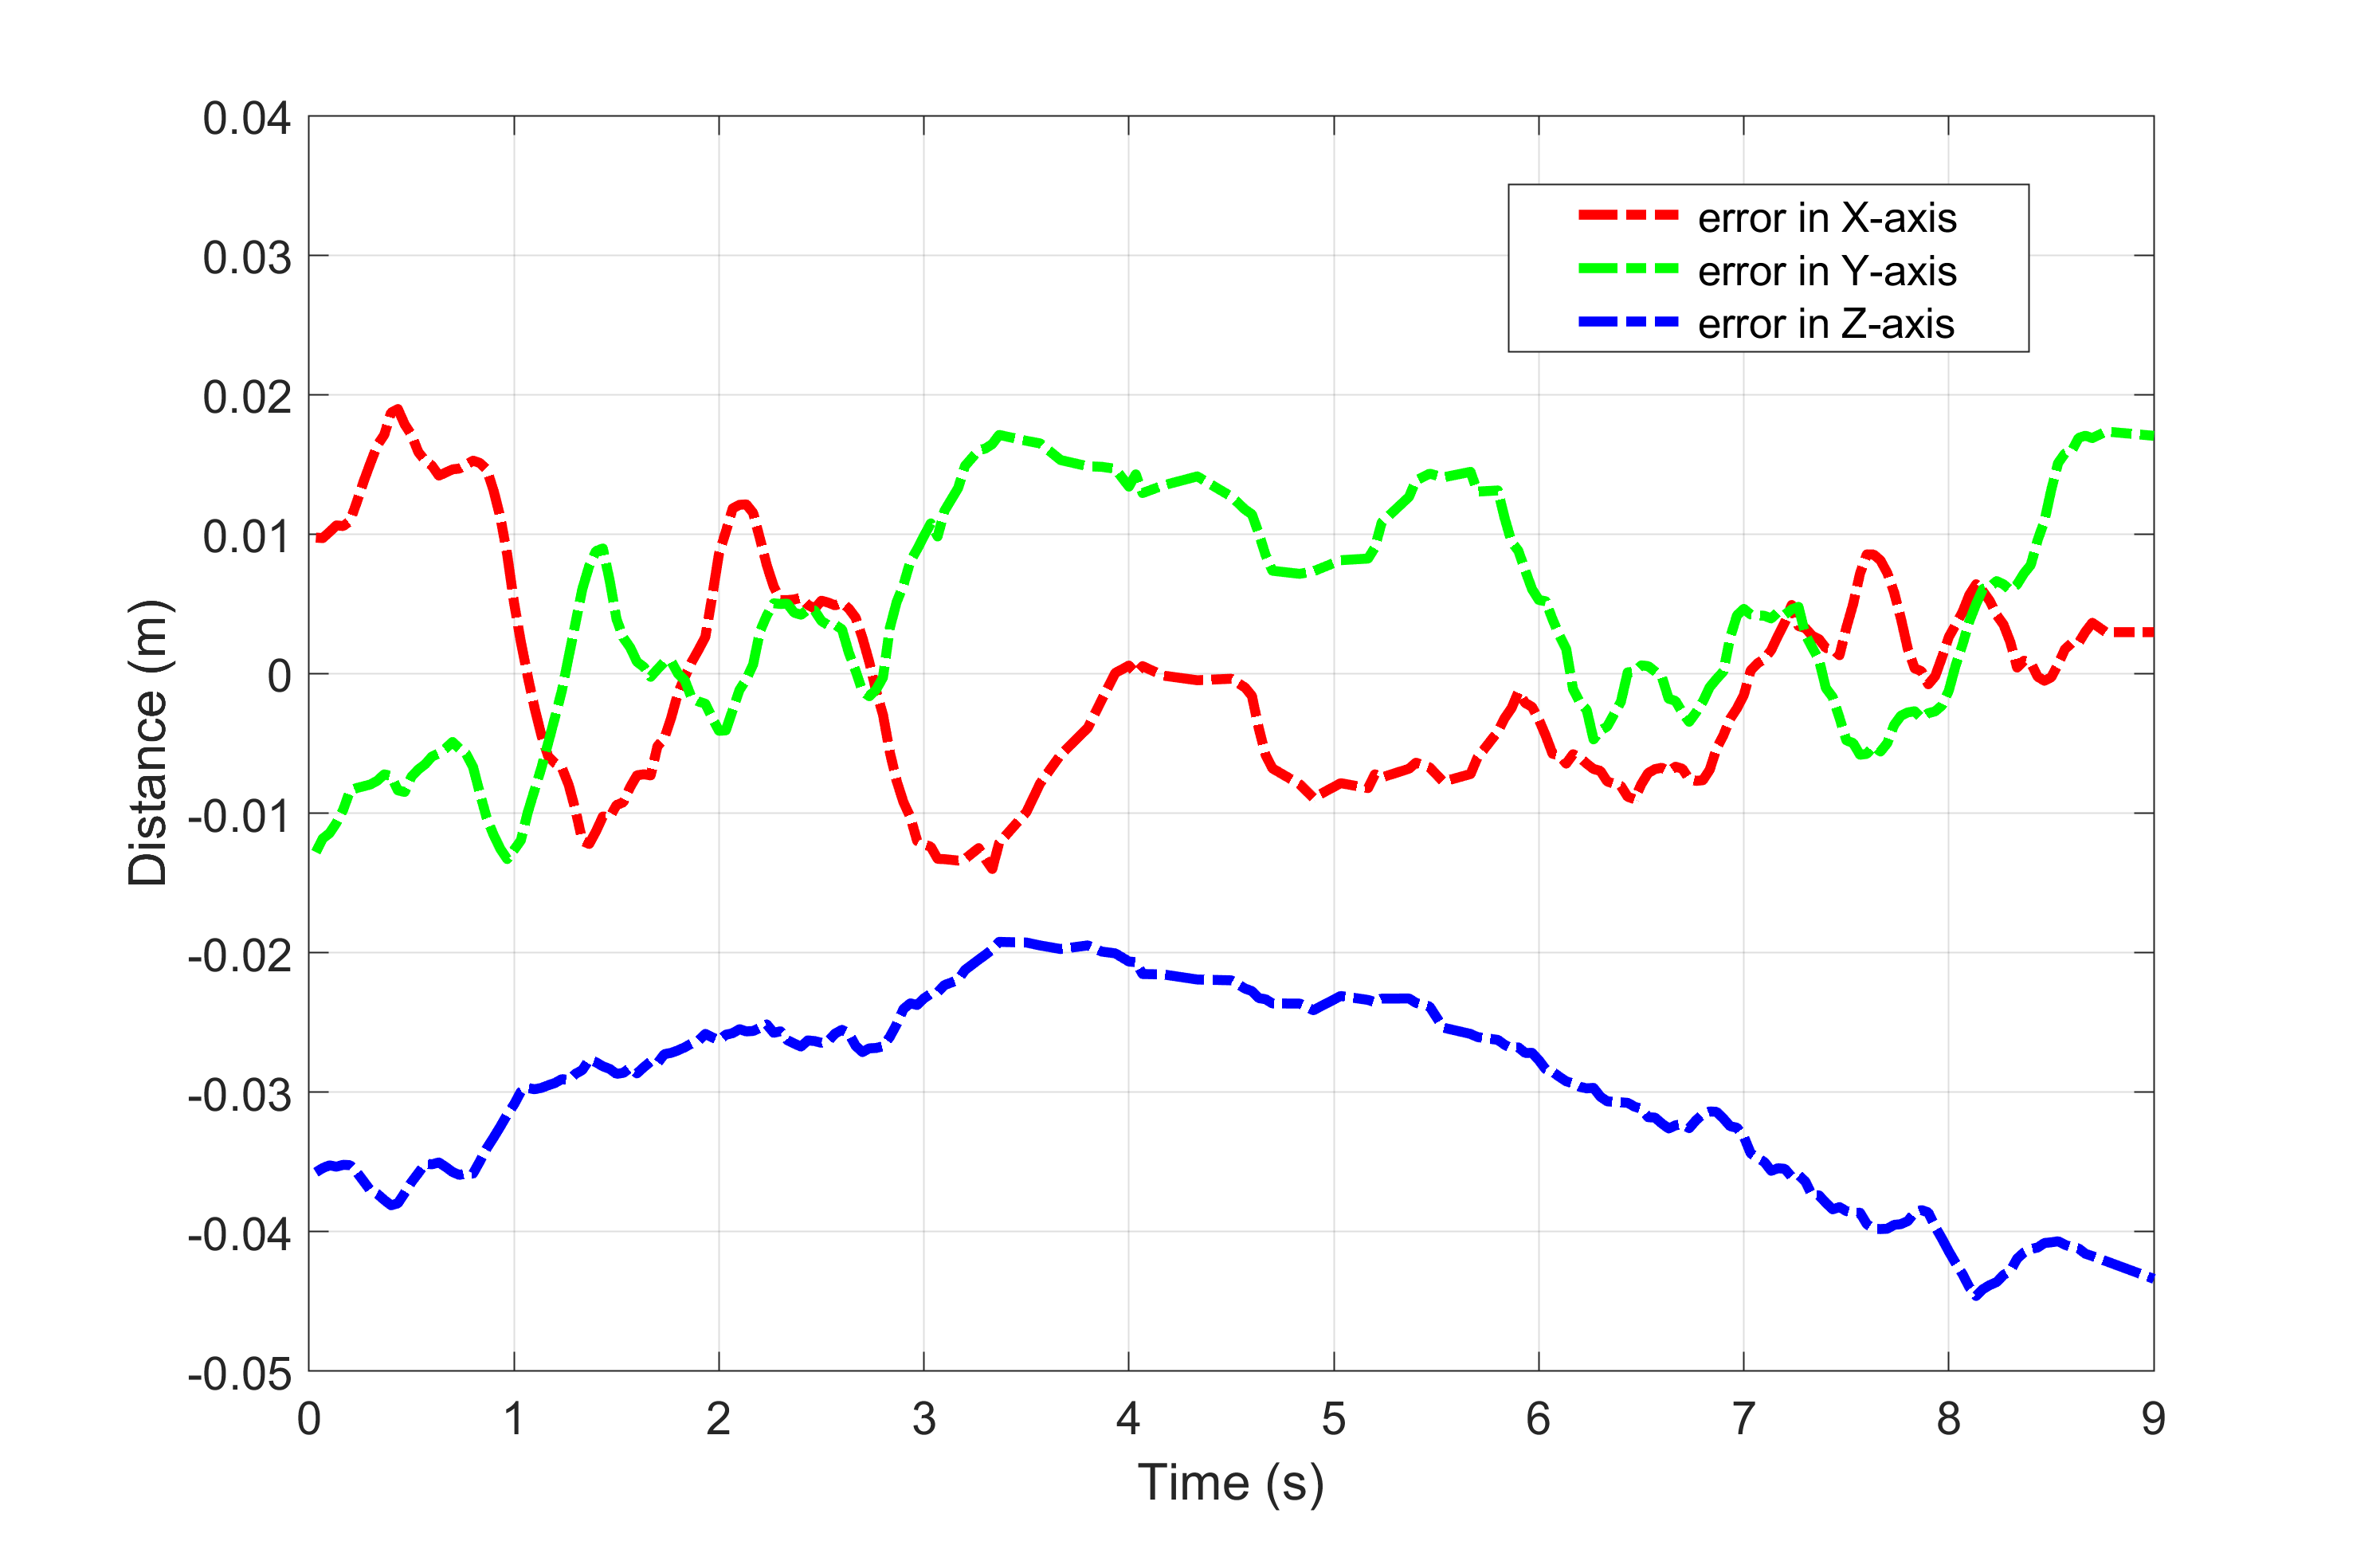 0.04
0.03
0.02
0.01
0
-0.01
-0.02
-0.03
-0.04
-0.05
Distance (m)
error in X-axis
error in Y-axis
error in Z-axis
0 1 2 3 4 5 6 7 8 9
Time (s)